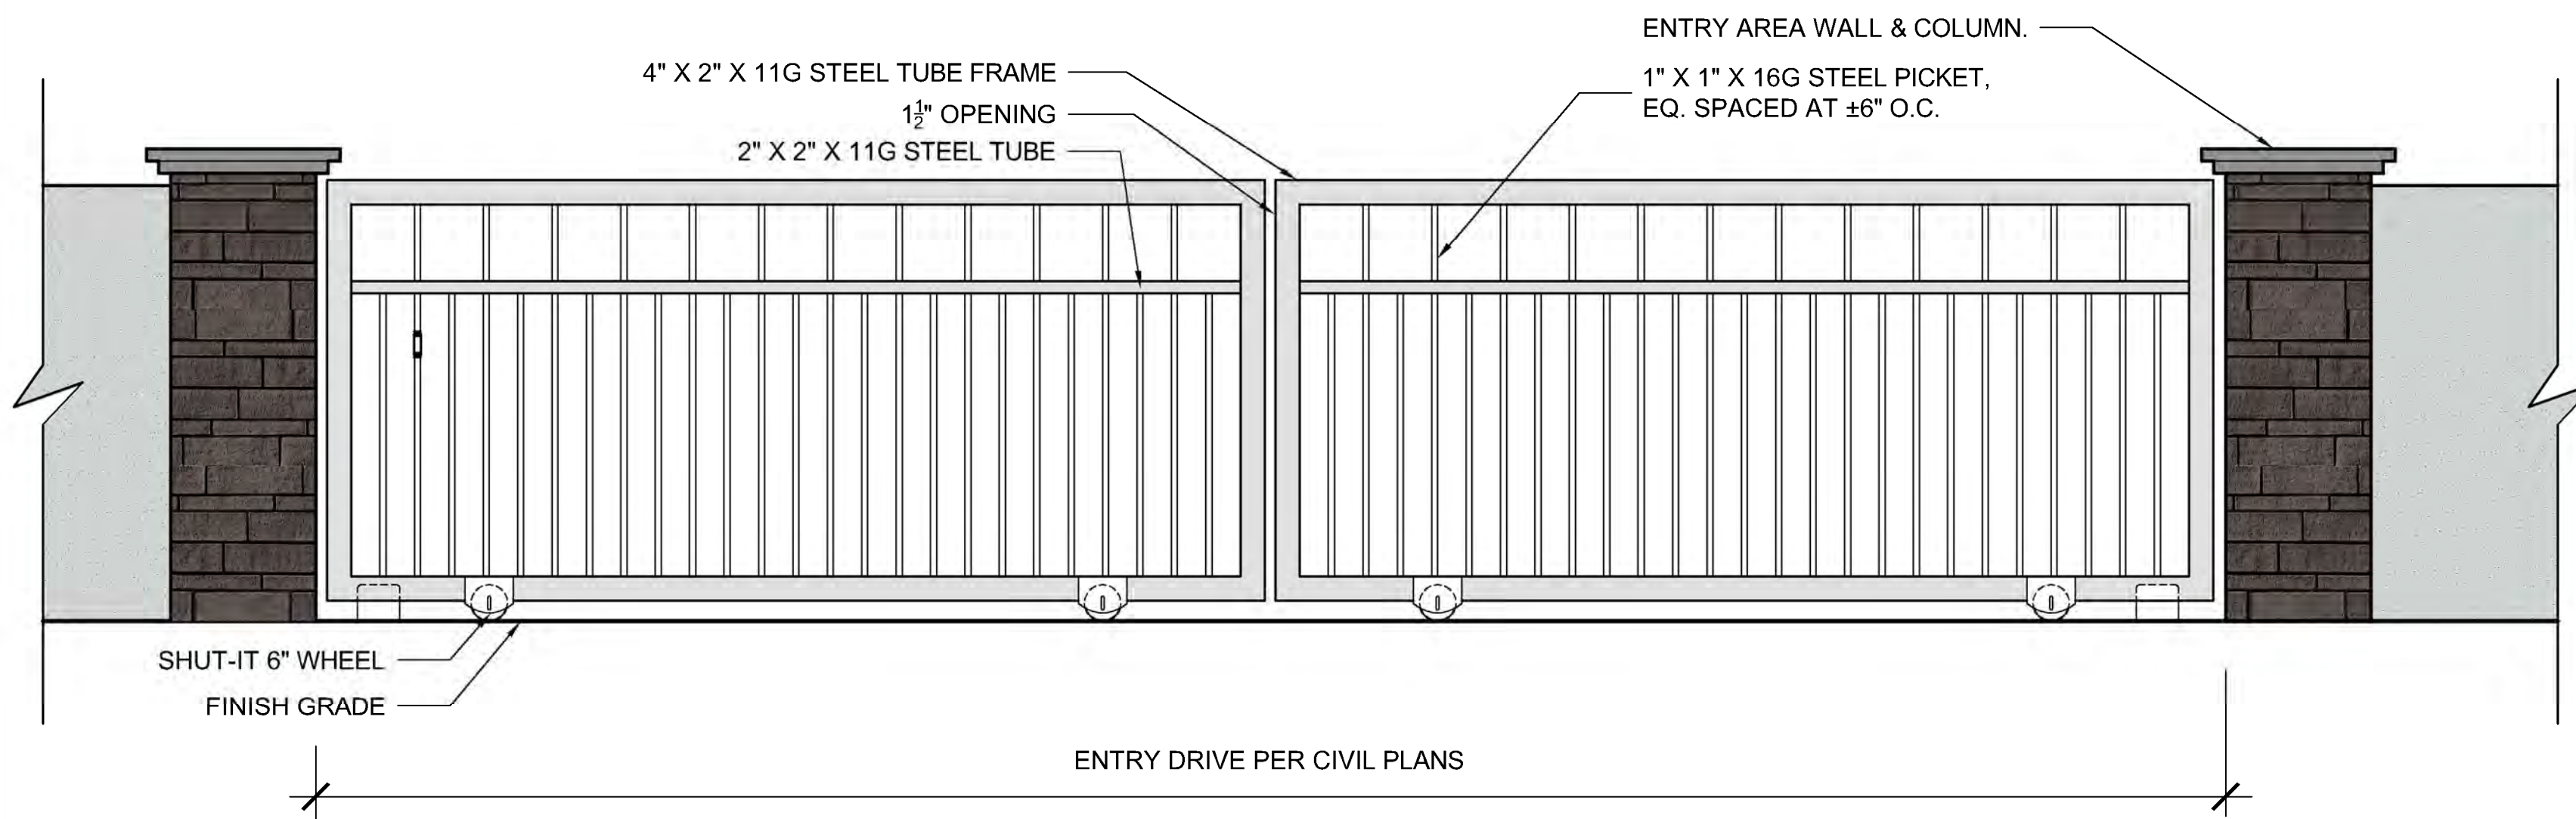 ENTRY AREA WALL & COLUMN.
4" X 2" X 11G STEEL TUBE FRAME
1" X 1" X 16G STEEL PICKET,
EQ. SPACED AT ±6" O.C.
1½" OPENING
2" X 2" X 11G STEEL TUBE
SHUT-IT 6" WHEEL
FINISH GRADE
ENTRY DRIVE PER CIVIL PLANS